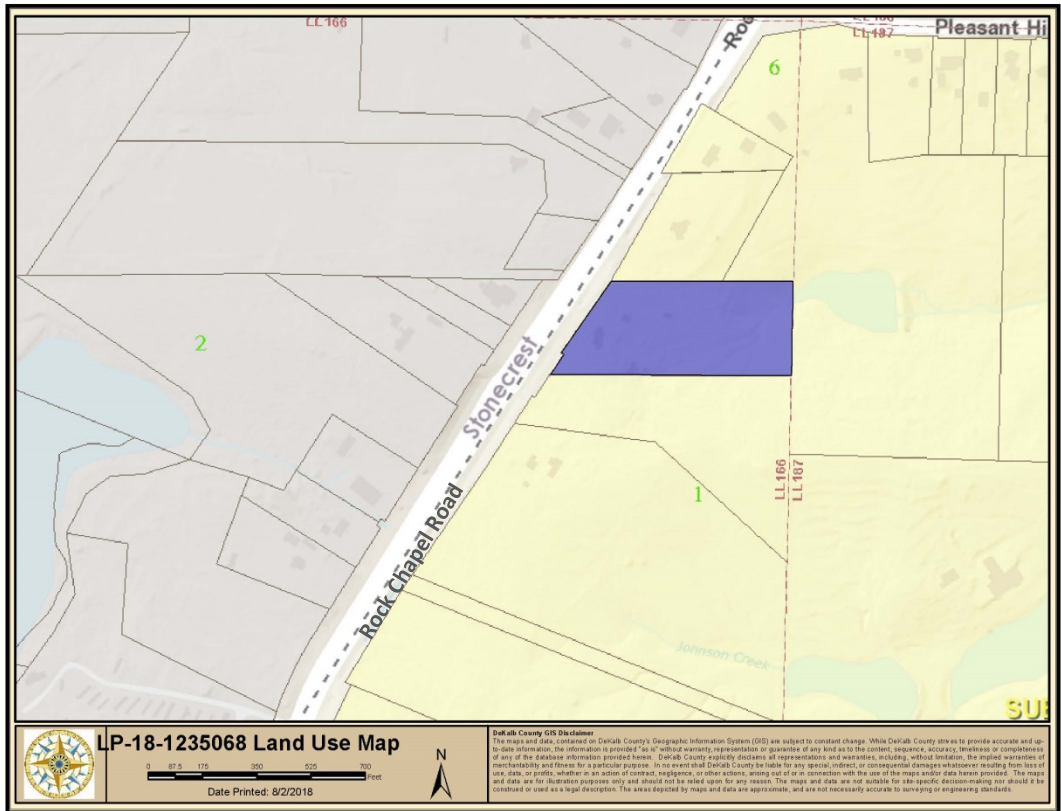 LL166
LL187
Pleasant Hi
Roc
6
2
Stonecrest
LL166
LL187
1
Rock Chapel Road
Johnson Creek
SUB
LP-18-1235068 Land Use Map
0 87.5 175 350 525 700
Feet
Date Printed: 8/2/2018
N
DeKalb County GIS Disclaimer
The maps and data, contained on DeKalb County's Geographic Information System (GIS) are subject to constant change. While DeKalb County strives to provide accurate and up-
to-date information, the information is provided "as is" without warranty, representation or guarantee of any kind as to the content, sequence, accuracy, timeliness or completeness
of any of the database information provided herein. DeKalb County explicitly disclaims all representations and warranties, including, without limitation, the implied warranties of
merchantability and fitness for a particular purpose. In no event shall DeKalb County be liable for any special, indirect, or consequential damages whatsoever resulting from loss of
use, data, or profits, whether in an action of contract, negligence, or other actions, arising out of or in connection with the use of the maps and/or data herein provided. The maps
and data are for illustration purposes only and should not be relied upon for any reason. The maps and data are not suitable for site-specific decision-making nor should it be
construed or used as a legal description. The areas depicted by maps and data are approximate, and are not necessarily accurate to surveying or engineering standards.